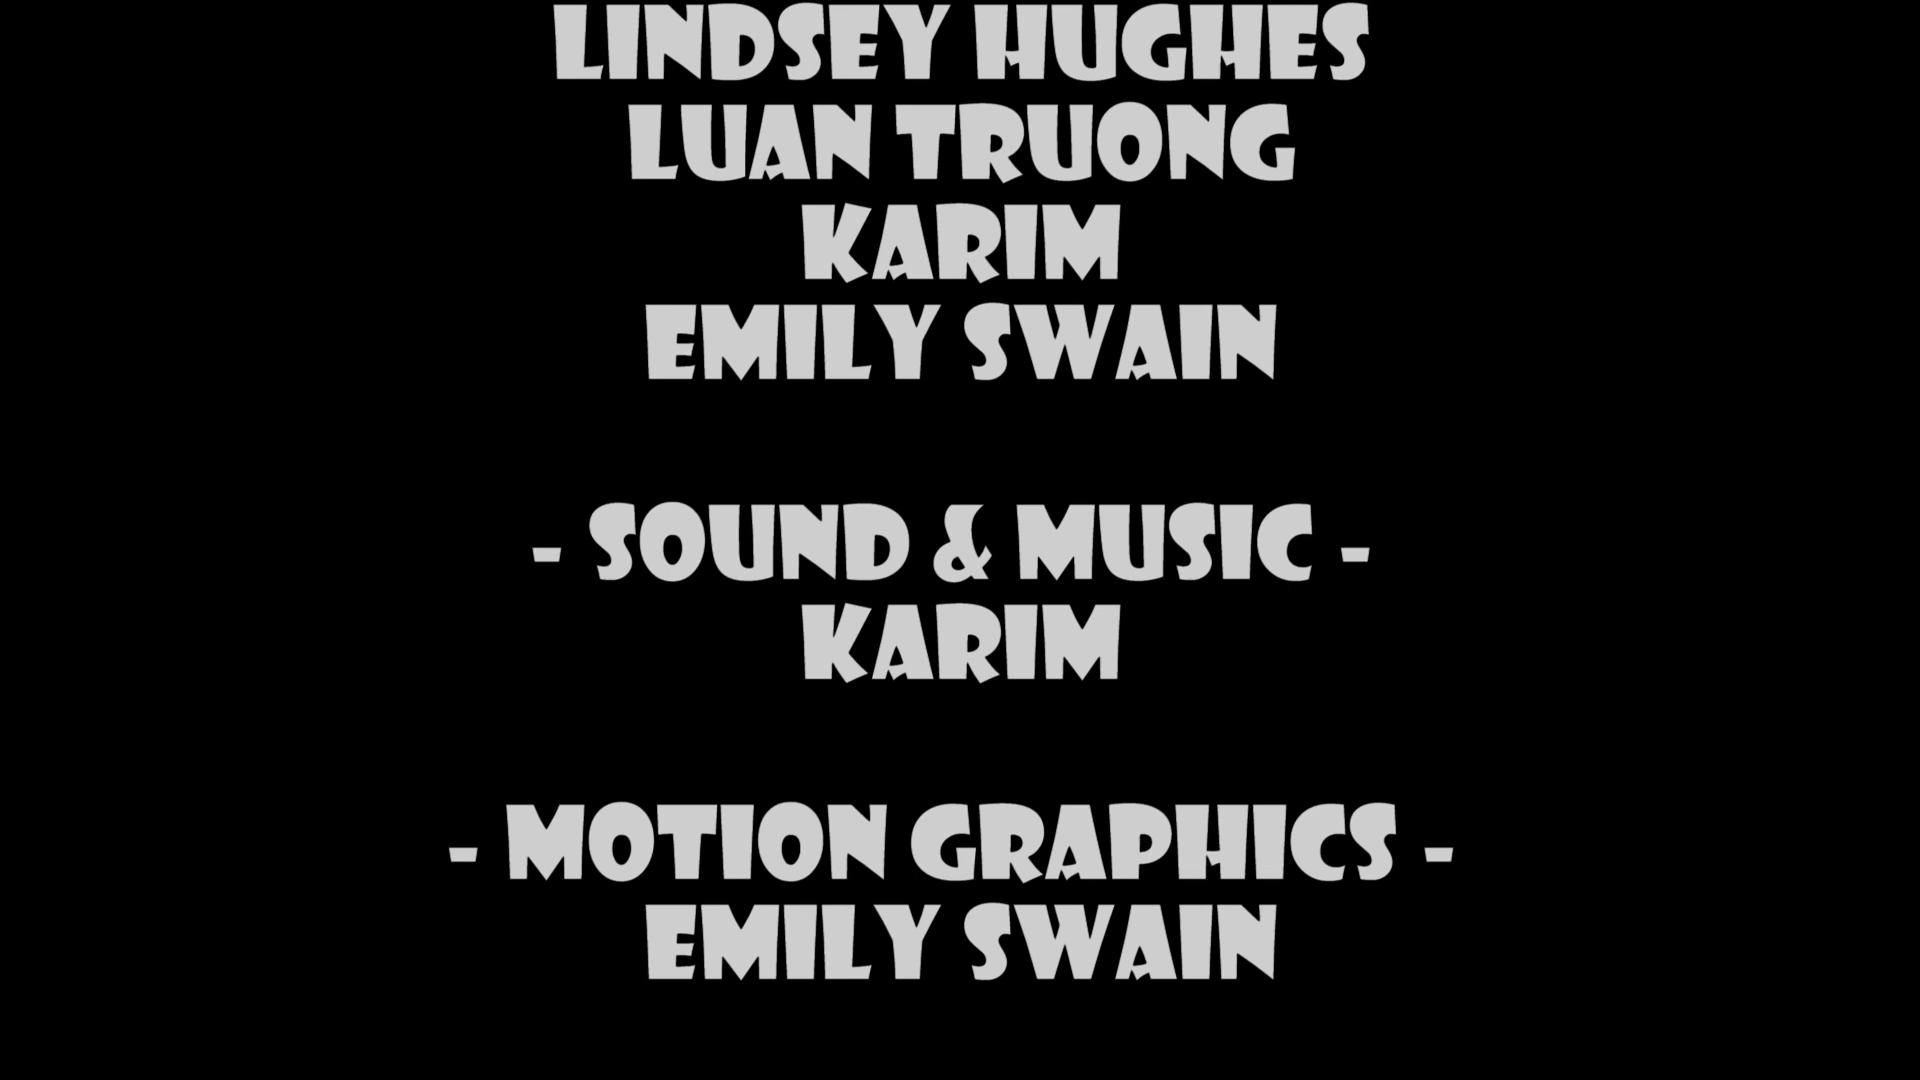 LINDSEY HUGHES
LUAN TRUONG
KARIM
EMILY SWAIN
- SOUND & MUSIC -
KARIM
- MOTION GRAPHICS -
EMILY SWAIN